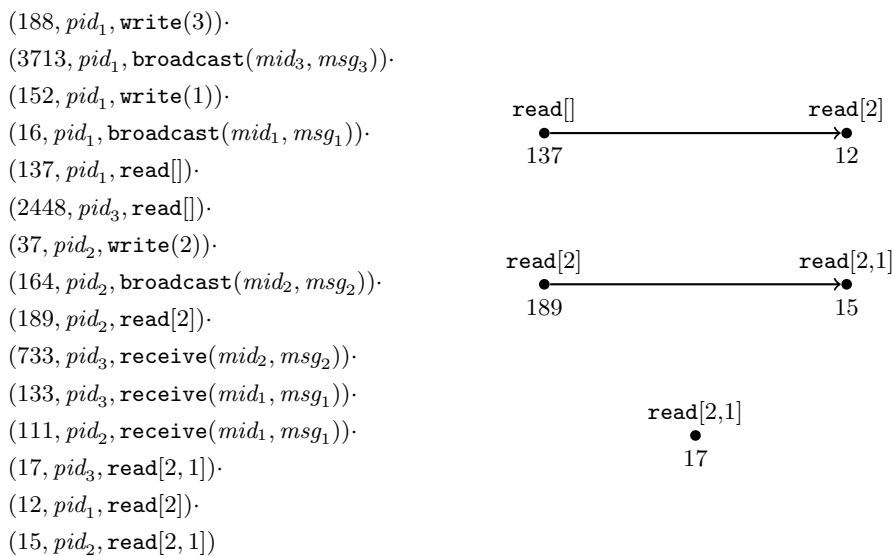 (188, pid₁, write(3))·
(3713, pid₁, broadcast(mid₃, msg₃))·
(152, pid₁, write(1))·
(16, pid₁, broadcast(mid₁, msg₁))·
(137, pid₁, read[])·
(2448, pid₃, read[])·
(37, pid₂, write(2))·
(164, pid₂, broadcast(mid₂, msg₂))·
(189, pid₂, read[2])·
(733, pid₃, receive(mid₂, msg₂))·
(133, pid₃, receive(mid₁, msg₁))·
(111, pid₂, receive(mid₁, msg₁))·
(17, pid₃, read[2, 1])·
(12, pid₁, read[2])·
(15, pid₂, read[2, 1])
read[] read[2]
137 12
read[2] read[2,1]
189 15
read[2,1]
17